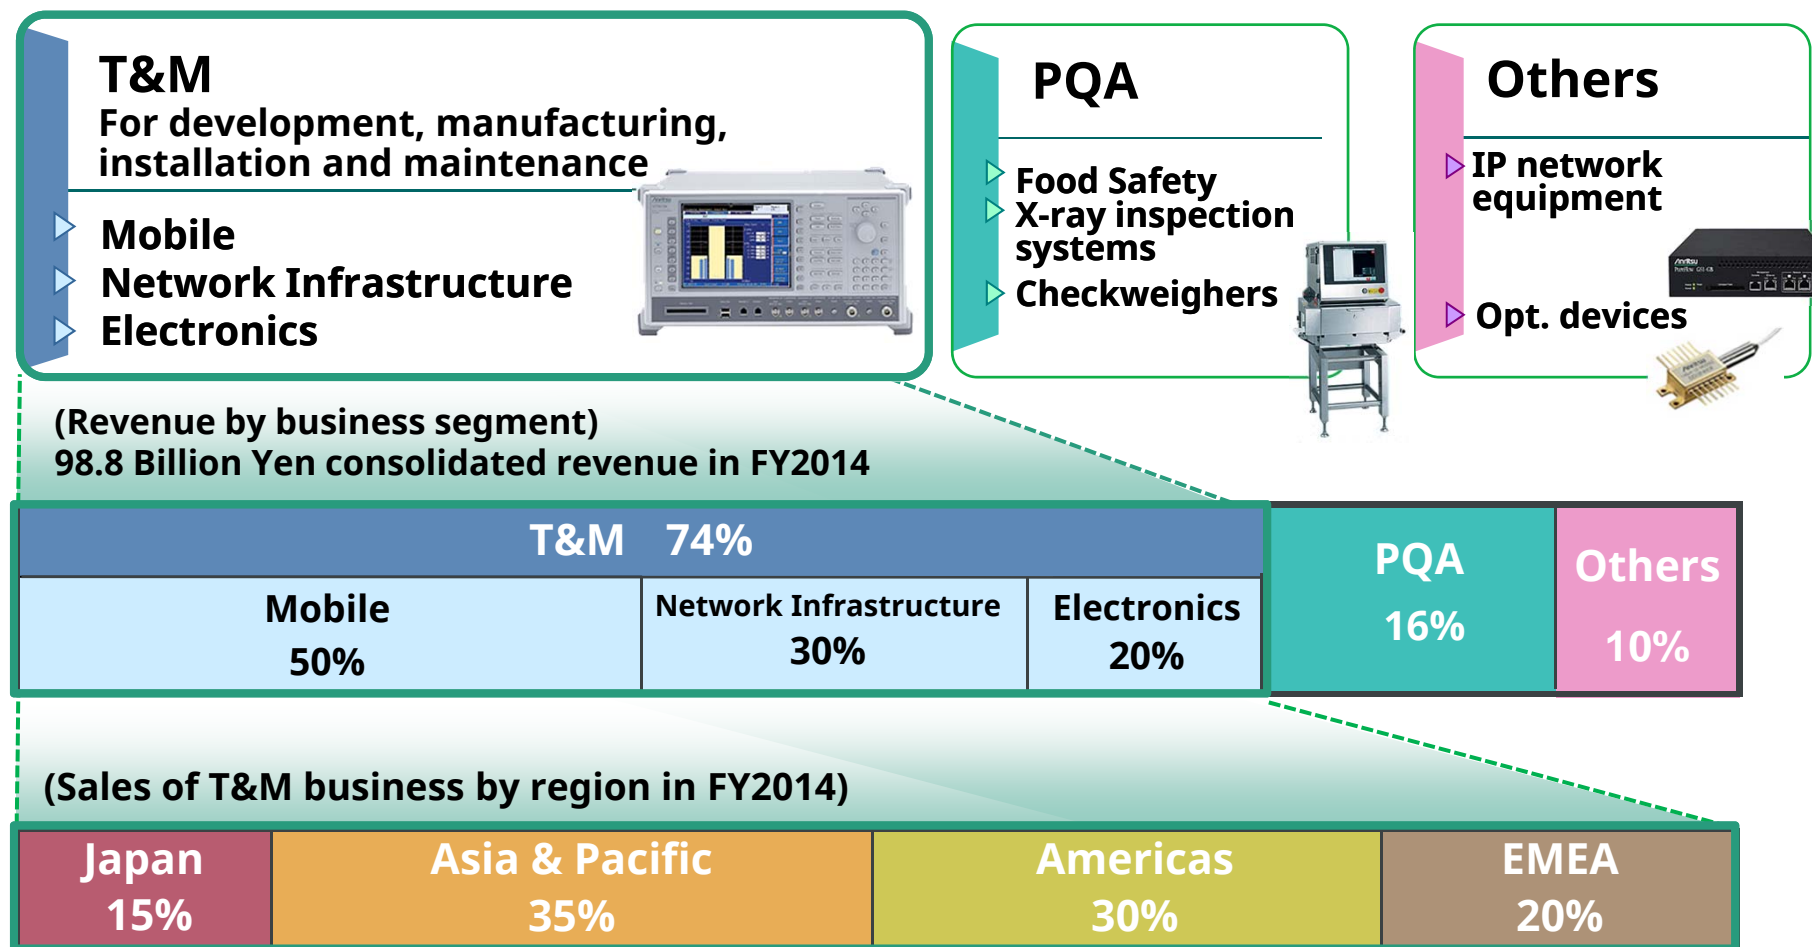 T&M
For development, manufacturing,
installation and maintenance
Mobile
Network Infrastructure
Electronics
PQA
Food Safety
X-ray inspection
systems
Checkweighers
Others
IP network
equipment
Anritsu
Opt. devices
(Revenue by business segment)
98.8 Billion Yen consolidated revenue in FY2014
T&M 74%
Mobile
50%
Network Infrastructure
30%
Electronics
20%
PQA
16%
Others
10%
(Sales of T&M business by region in FY2014)
Japan
15%
Asia & Pacific
35%
Americas
30%
EMEA
20%